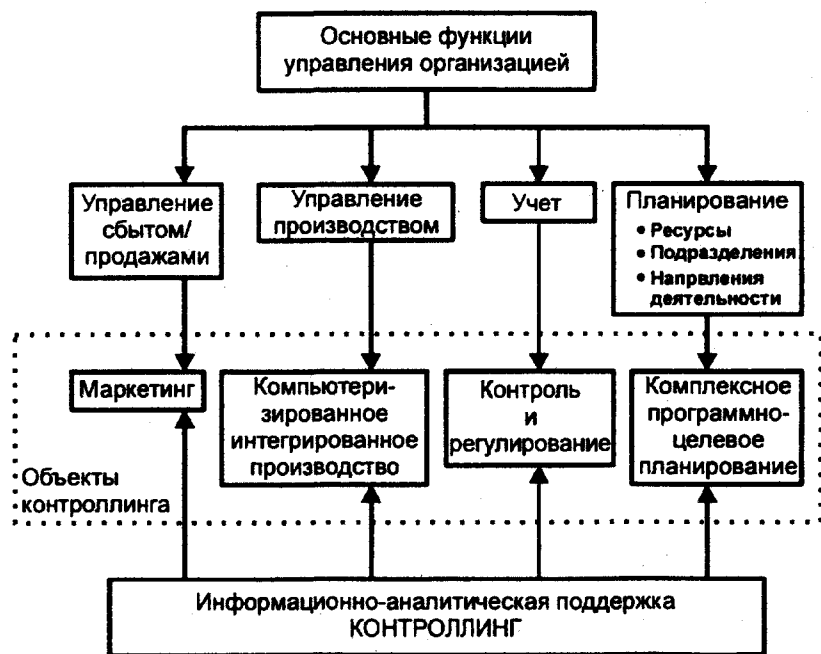 Основные функции
управления организацией
Управление
сбытом/
продажами
Управление
производством
Учет
Планирование
• Ресурсы
• Подразделения
• Напрвления
деятельности
Маркетинг
Компьютери-
зированное
интегрированное
производство
Контроль
и
регулирование
Комплексное
программно-
целевое
планирование
Объекты
контроллинга
Информационно-аналитическая поддержка
КОНТРОЛЛИНГ